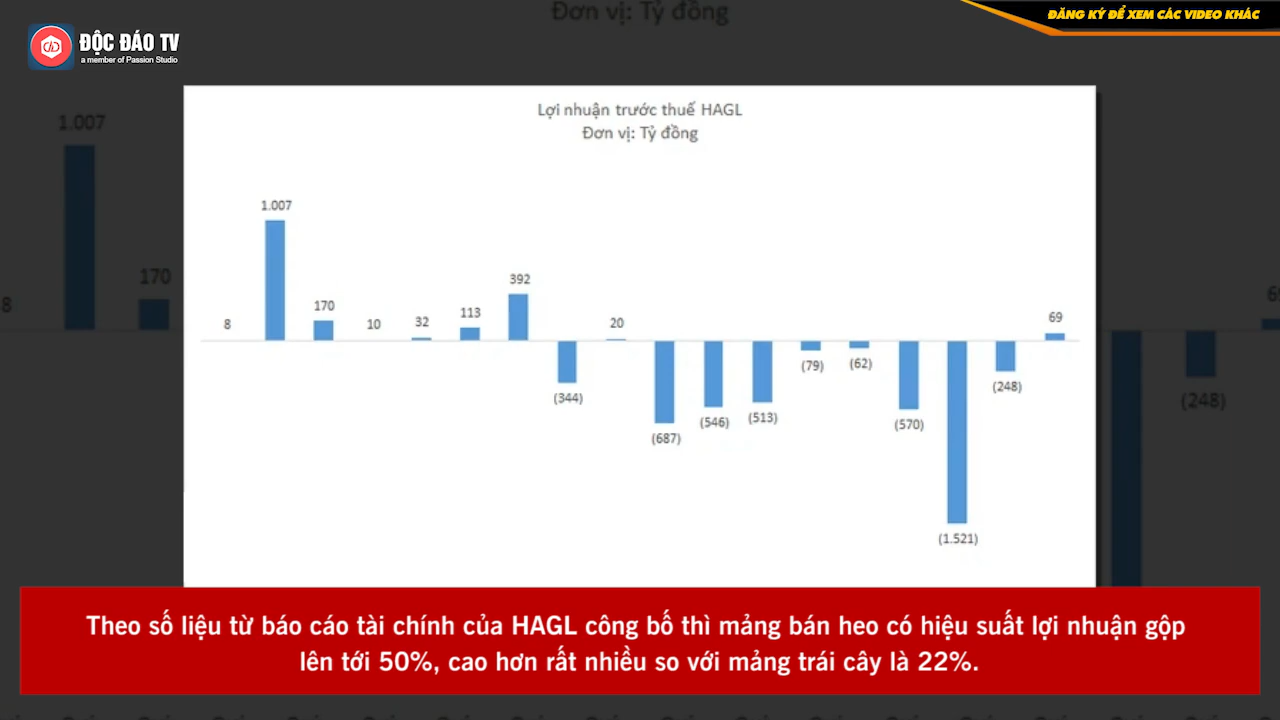 Đơn vị: Tỷ đồng
ĐĂNG KÝ ĐỂ XEM CÁC VIDEO KHÁC
ĐỘC ĐÁO TV
a member of Passion Studio
Lợi nhuận trước thuế HAGL
Đơn vị: Tỷ đồng
1.007
170
8
(248)
8
1.007
170
10
32
113
392
(344)
20
(687)
(546)
(513)
(79)
(62)
(570)
(1.521)
(248)
69
Theo số liệu từ báo cáo tài chính của HAGL công bố thì mảng bán heo có hiệu suất lợi nhuận gộp
lên tới 50%, cao hơn rất nhiều so với mảng trái cây là 22%.